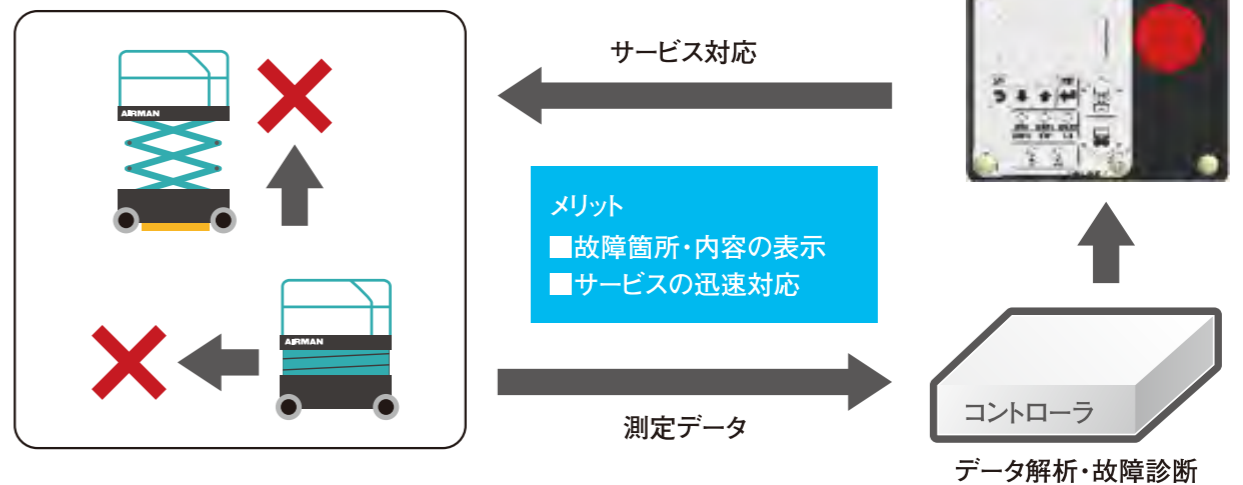 サービス対応
AIRMAN
メリット
■故障箇所・内容の表示
■サービスの迅速対応
AIRMAN
コントローラ
測定データ
データ解析・故障診断